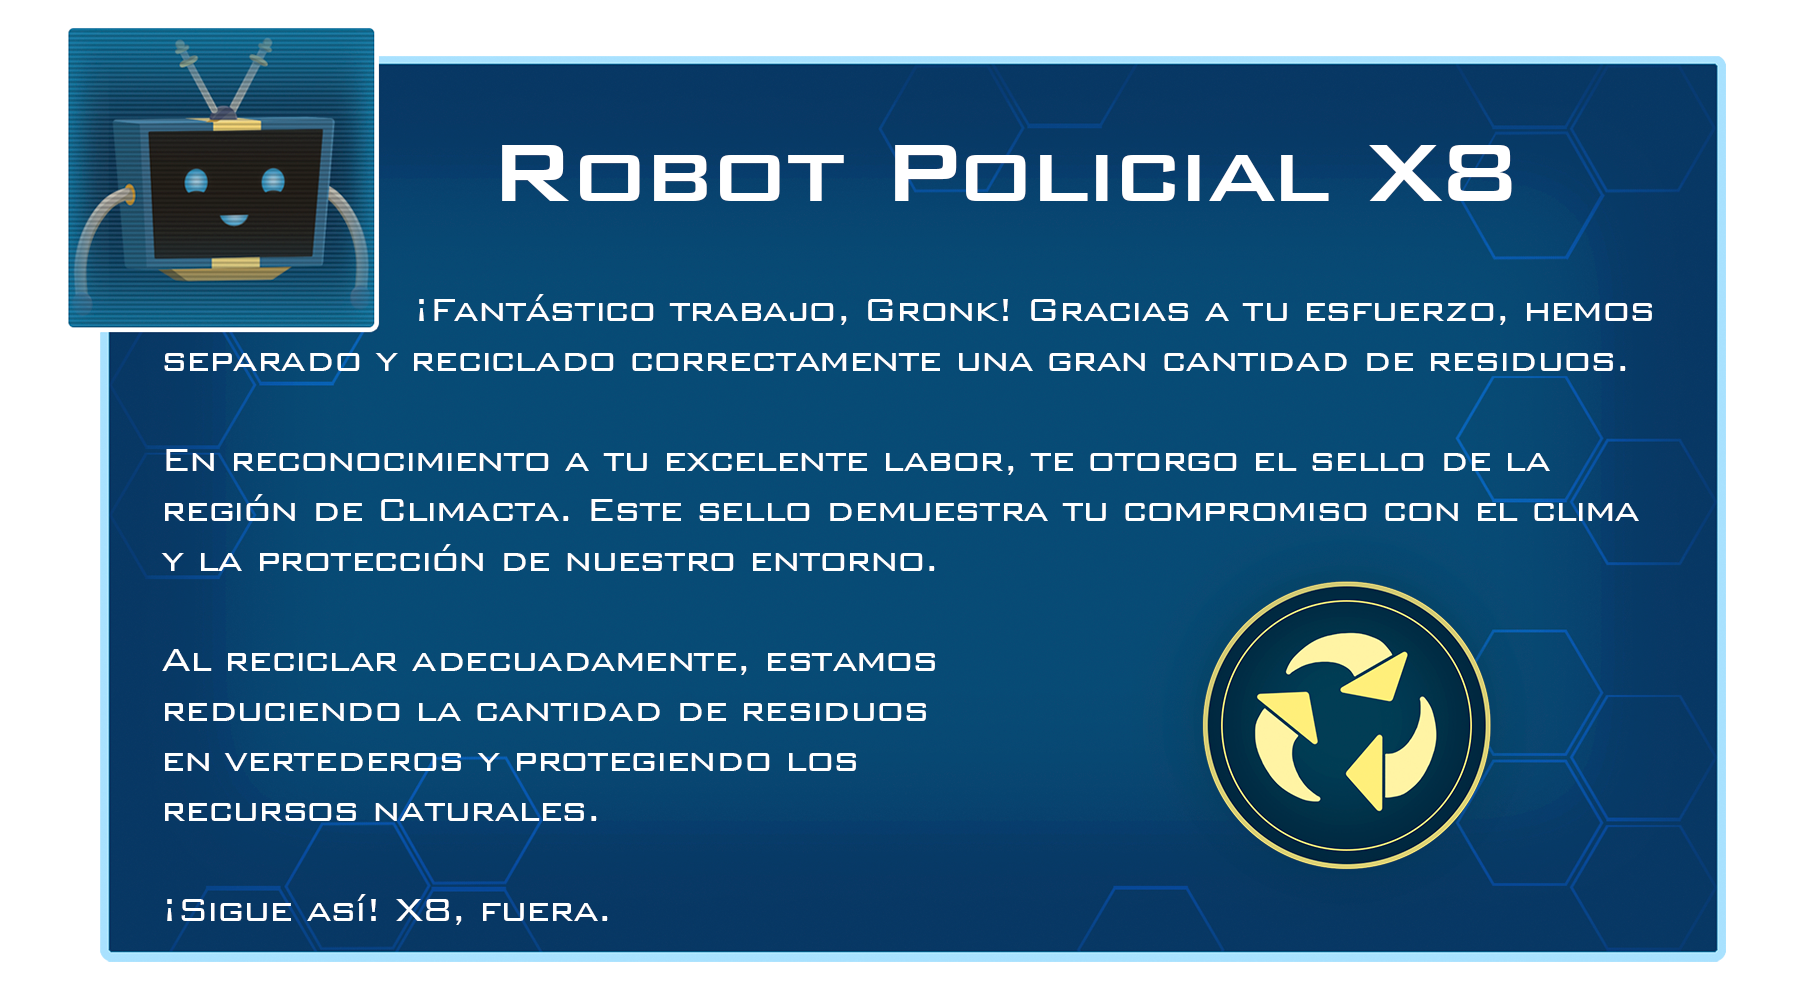 Robot Policial X8
¡Fantástico trabajo, Gronk! Gracias a tu esfuerzo, hemos
separado y reciclado correctamente una gran cantidad de residuos.
En reconocimiento a tu excelente labor, te otorgo el sello de la
región de Climacta. Este sello demuestra tu compromiso con el clima
y la protección de nuestro entorno.
Al reciclar adecuadamente, estamos
reduciendo la cantidad de residuos
en vertederos y protegiendo los
recursos naturales.
¡Sigue así! X8, fuera.